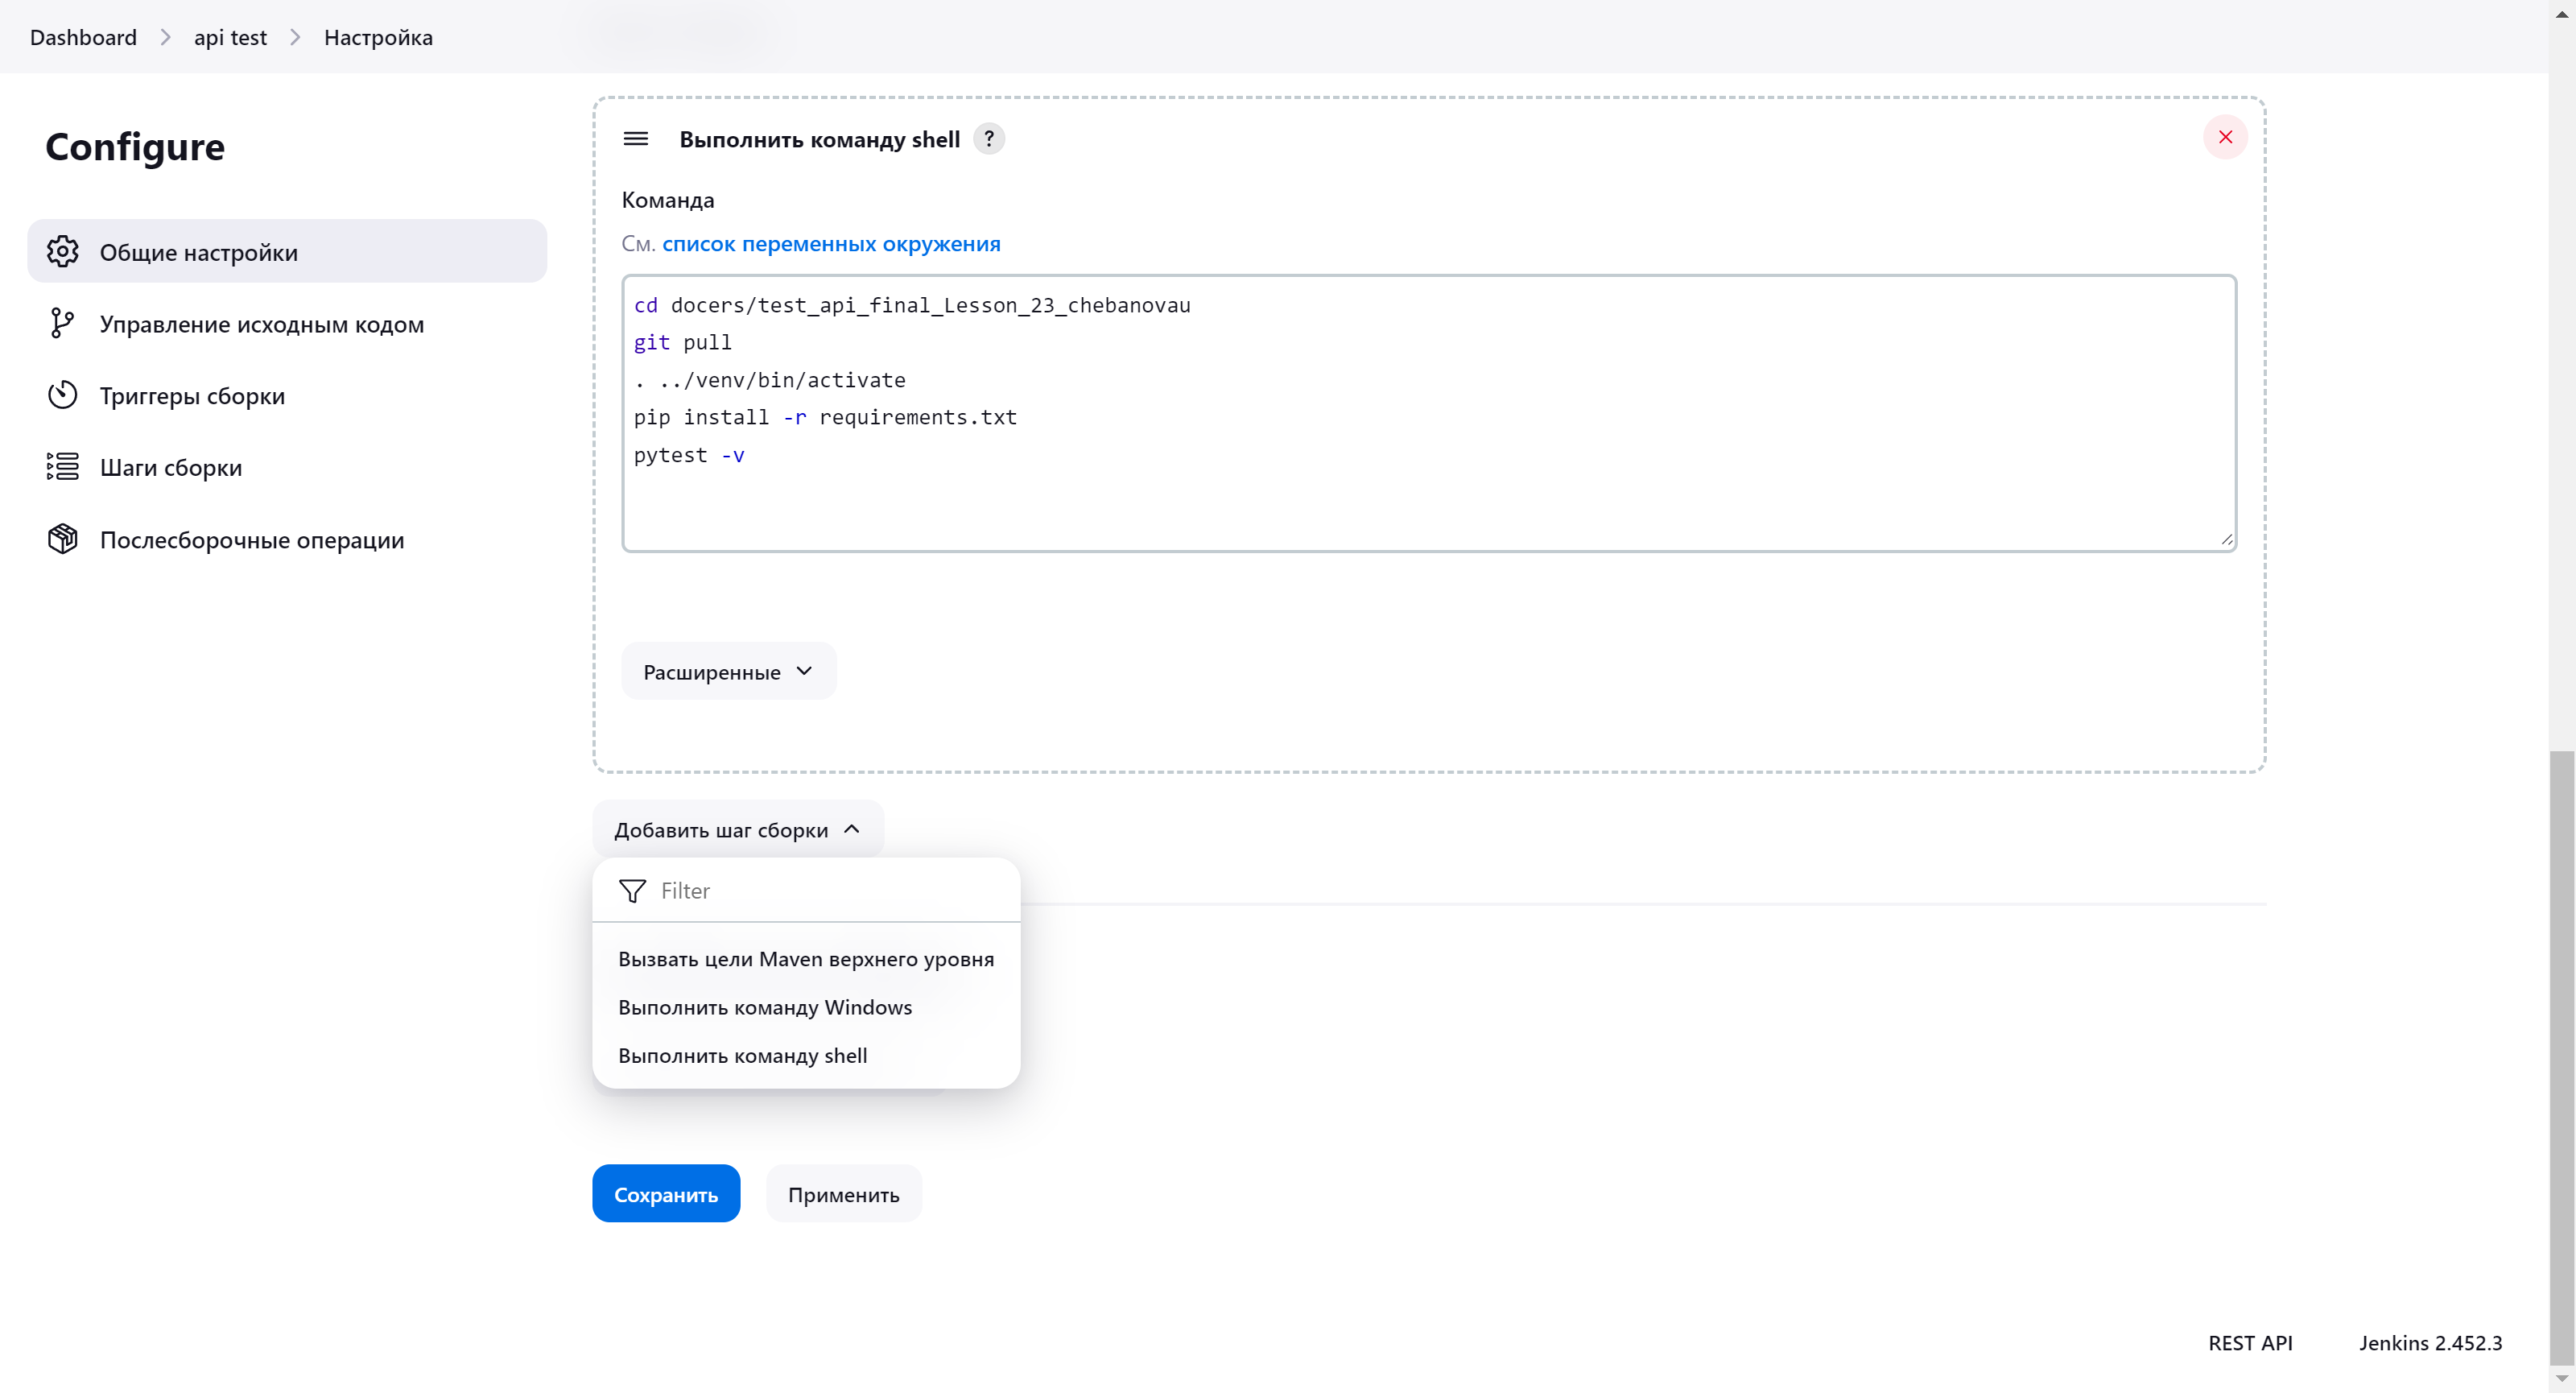 Dashboard > api test > Настройка
Configure
Общие настройки
Управление исходным кодом
Триггеры сборки
Шаги сборки
Послесборочные операции
Выполнить команду shell ?
Команда
См. список переменных окружения
cd docers/test_api_final_Lesson_23_chebanovau
git pull
. ../venv/bin/activate
pip install -r requirements.txt
pytest -v
Расширенные
Добавить шаг сборки
Filter
Вызвать цели Maven верхнего уровня
Выполнить команду Windows
Выполнить команду shell
Сохранить
Применить
REST API
Jenkins 2.452.3